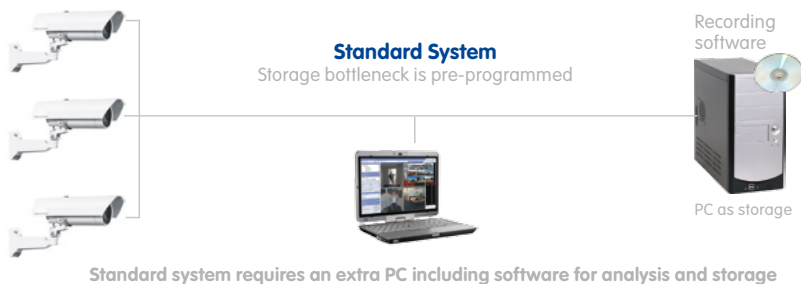 Recording
software
Standard System
Storage bottleneck is pre-programmed
PC as storage
Standard system requires an extra PC including software for analysis and storage